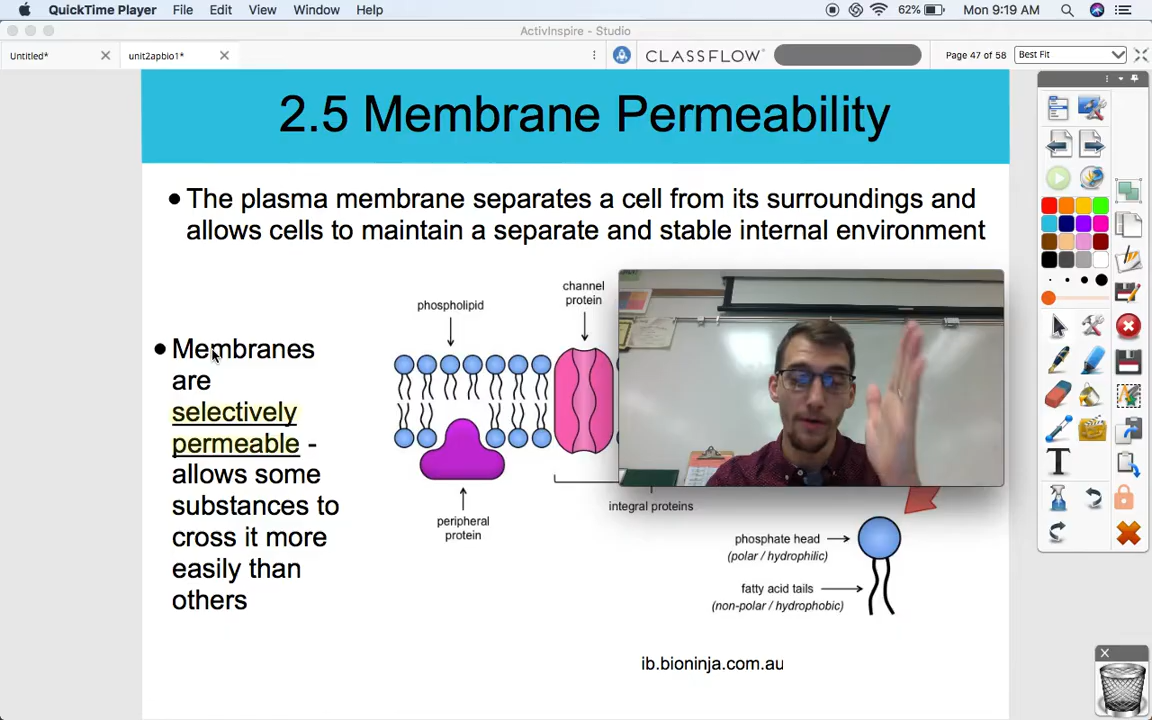 QuickTime Player File Edit View Window Help 62% Mon 9:19 AM
ActivInspire - Studio
Untitled* unit2apbio1* CLASSFLOW Page 47 of 58 Best Fit
2.5 Membrane Permeability
•The plasma membrane separates a cell from its surroundings and
allows cells to maintain a separate and stable internal environment
•Membranes
are
selectively
permeable -
allows some
substances to
cross it more
easily than
others
phospholipid
channel
protein
peripheral
protein
integral proteins
phosphate head
(polar / hydrophilic)
fatty acid tails
(non-polar / hydrophobic)
ib.bioninja.com.au
T